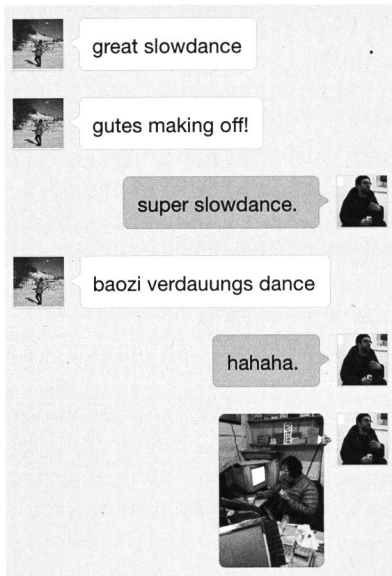 great slowdance
gutes making off!
super slowdance.
baozi verdauungs dance
hahaha.